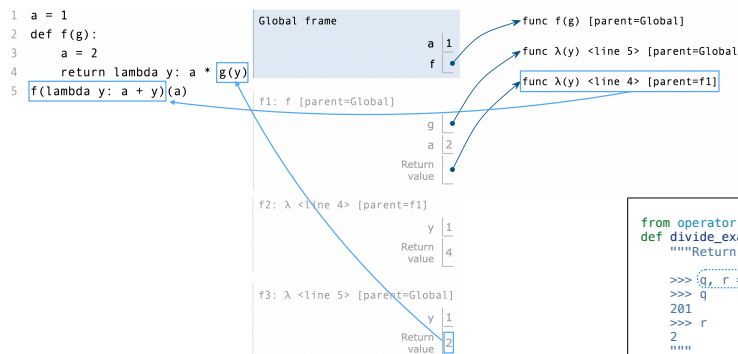 1 a = 1
2 def f(g):
3     a = 2
4     return lambda y: a * g(y)
5 f(lambda y: a + y)(a)
Global frame
a 1
f
func f(g) [parent=Global]
func λ(y) <line 5> [parent=Global
func λ(y) <line 4> [parent=f1]
f1: f [parent=Global]
g
a 2
Return
value
f2: λ <line 4> [parent=f1]
y 1
Return
value 4
f3: λ <line 5> [parent=Global]
y 1
Return
value 2
from operator
def divide_exa
    """Return
    >>> q, r =
    >>> q
    201
    >>> r
    2
    """